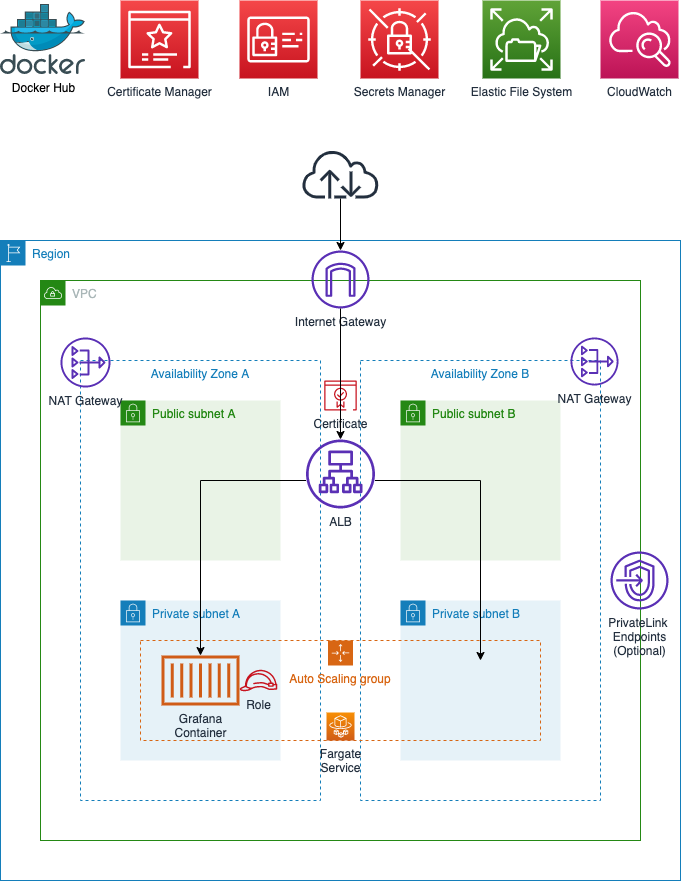 docker
Docker Hub
Certificate Manager
IAM
Secrets Manager
Elastic File System
CloudWatch
Region
VPC
Internet Gateway
NAT Gateway
Availability Zone A
Availability Zone B
NAT Gateway
Public subnet A
Certificate
Public subnet B
ALB
Private subnet A
Private subnet B
PrivateLink
Endpoints
(Optional)
Auto Scaling group
Role
Grafana
Container
Fargate
Service